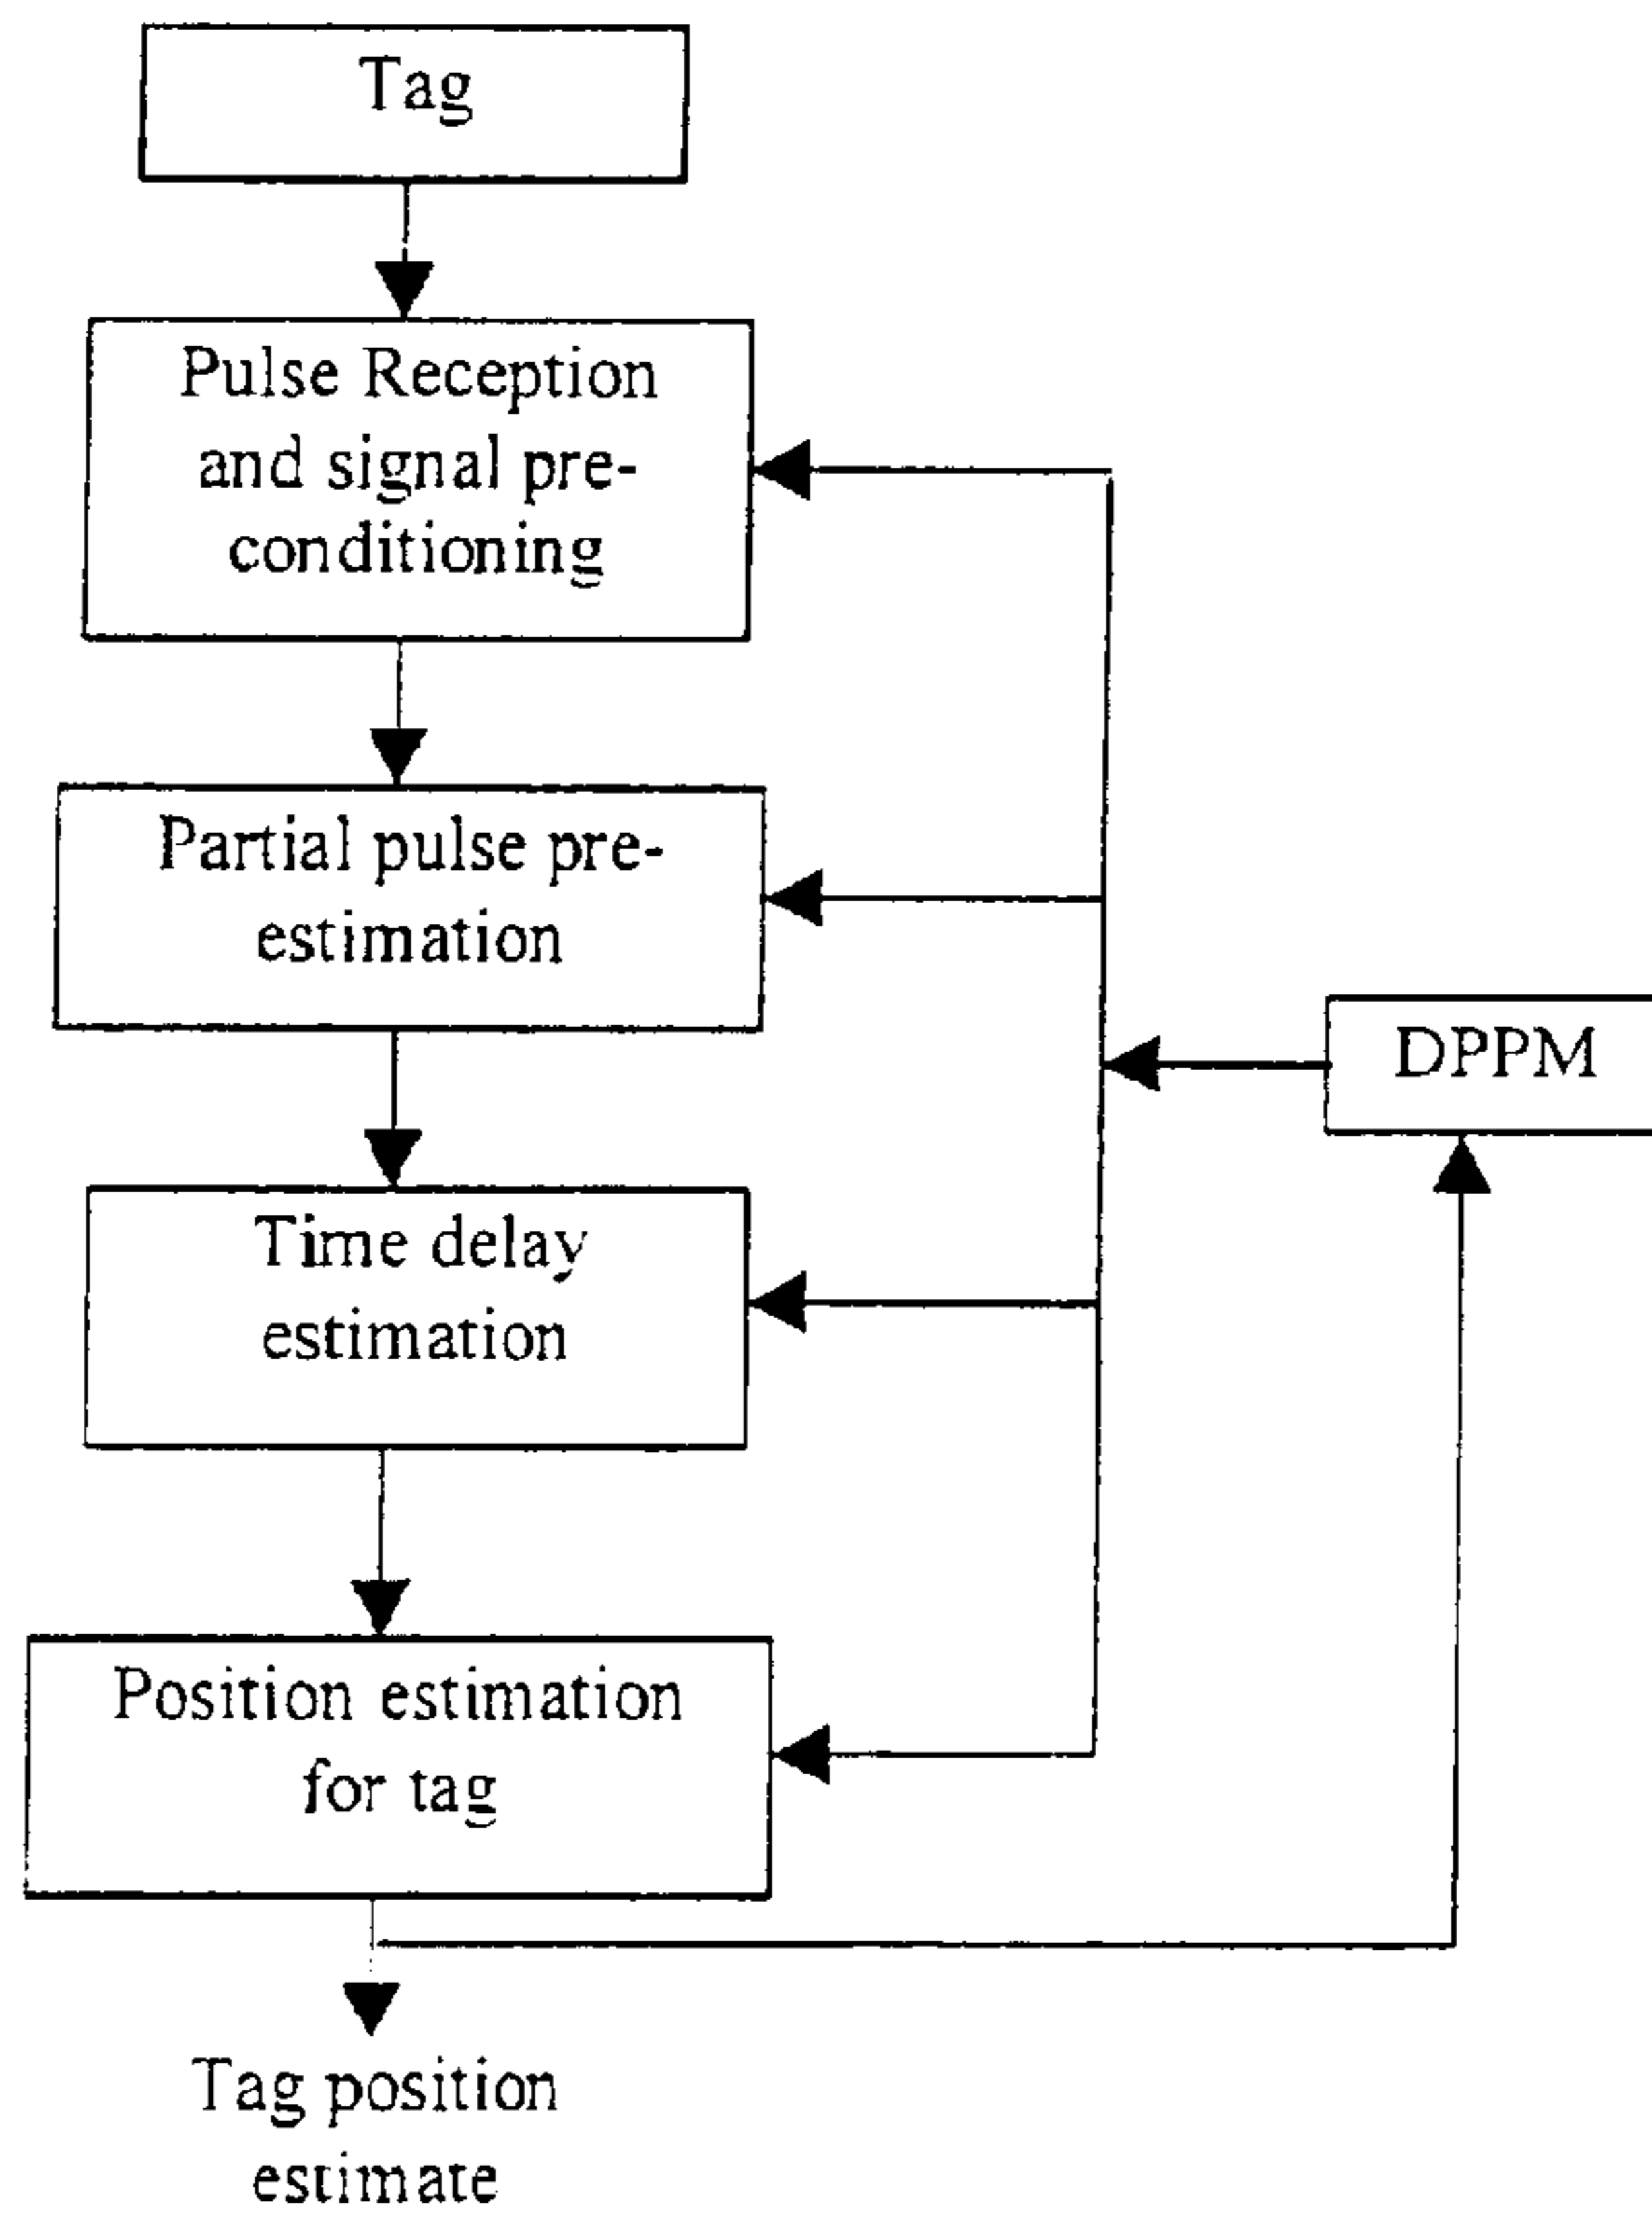 Tag
Pulse Reception
and signal pre-
conditioning
Partial pulse pre-
estimation
DPPM
Time delay
estimation
Position estimation
for tag
Tag position
estimate